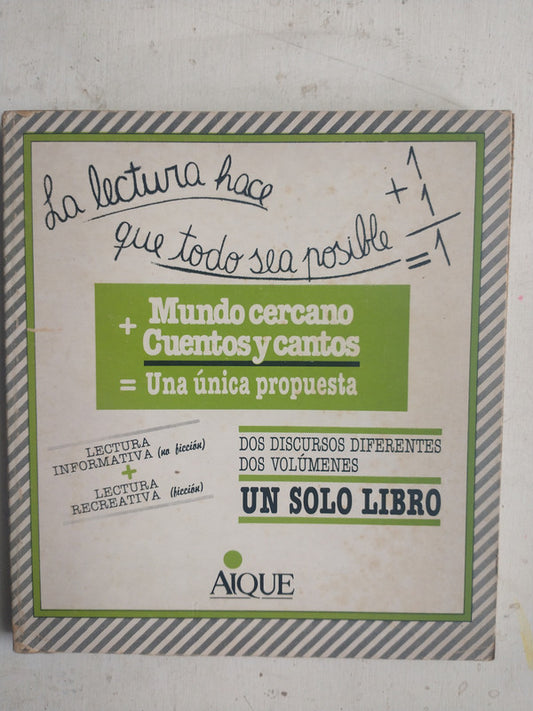 La lectura hace
que todo sea posible
1
+ 1
= 1
Mundo cercano
+ Cuentos y cantos
= Una única propuesta
LECTURA
INFORMATIVA (no ficción)
+
LECTURA
RECREATIVA (ficción)
DOS DISCURSOS DIFERENTES
DOS VOLÚMENES
UN SOLO LIBRO
AIQUE